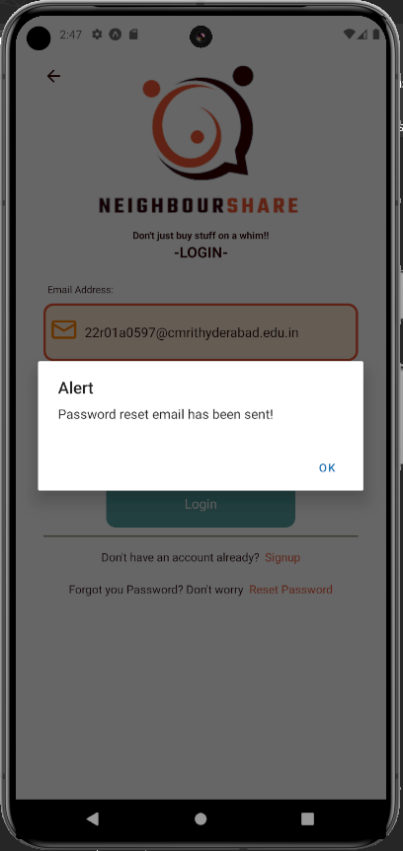 2:47
NEIGHBOURSHARE
Don't just buy stuff on a whim!!
-LOGIN-
Email Address:
22r01a0597@cmrithyderabad.edu.in
Alert
Password reset email has been sent!
OK
Login
Don't have an account already? Signup
Forgot you Password? Don't worry Reset Password